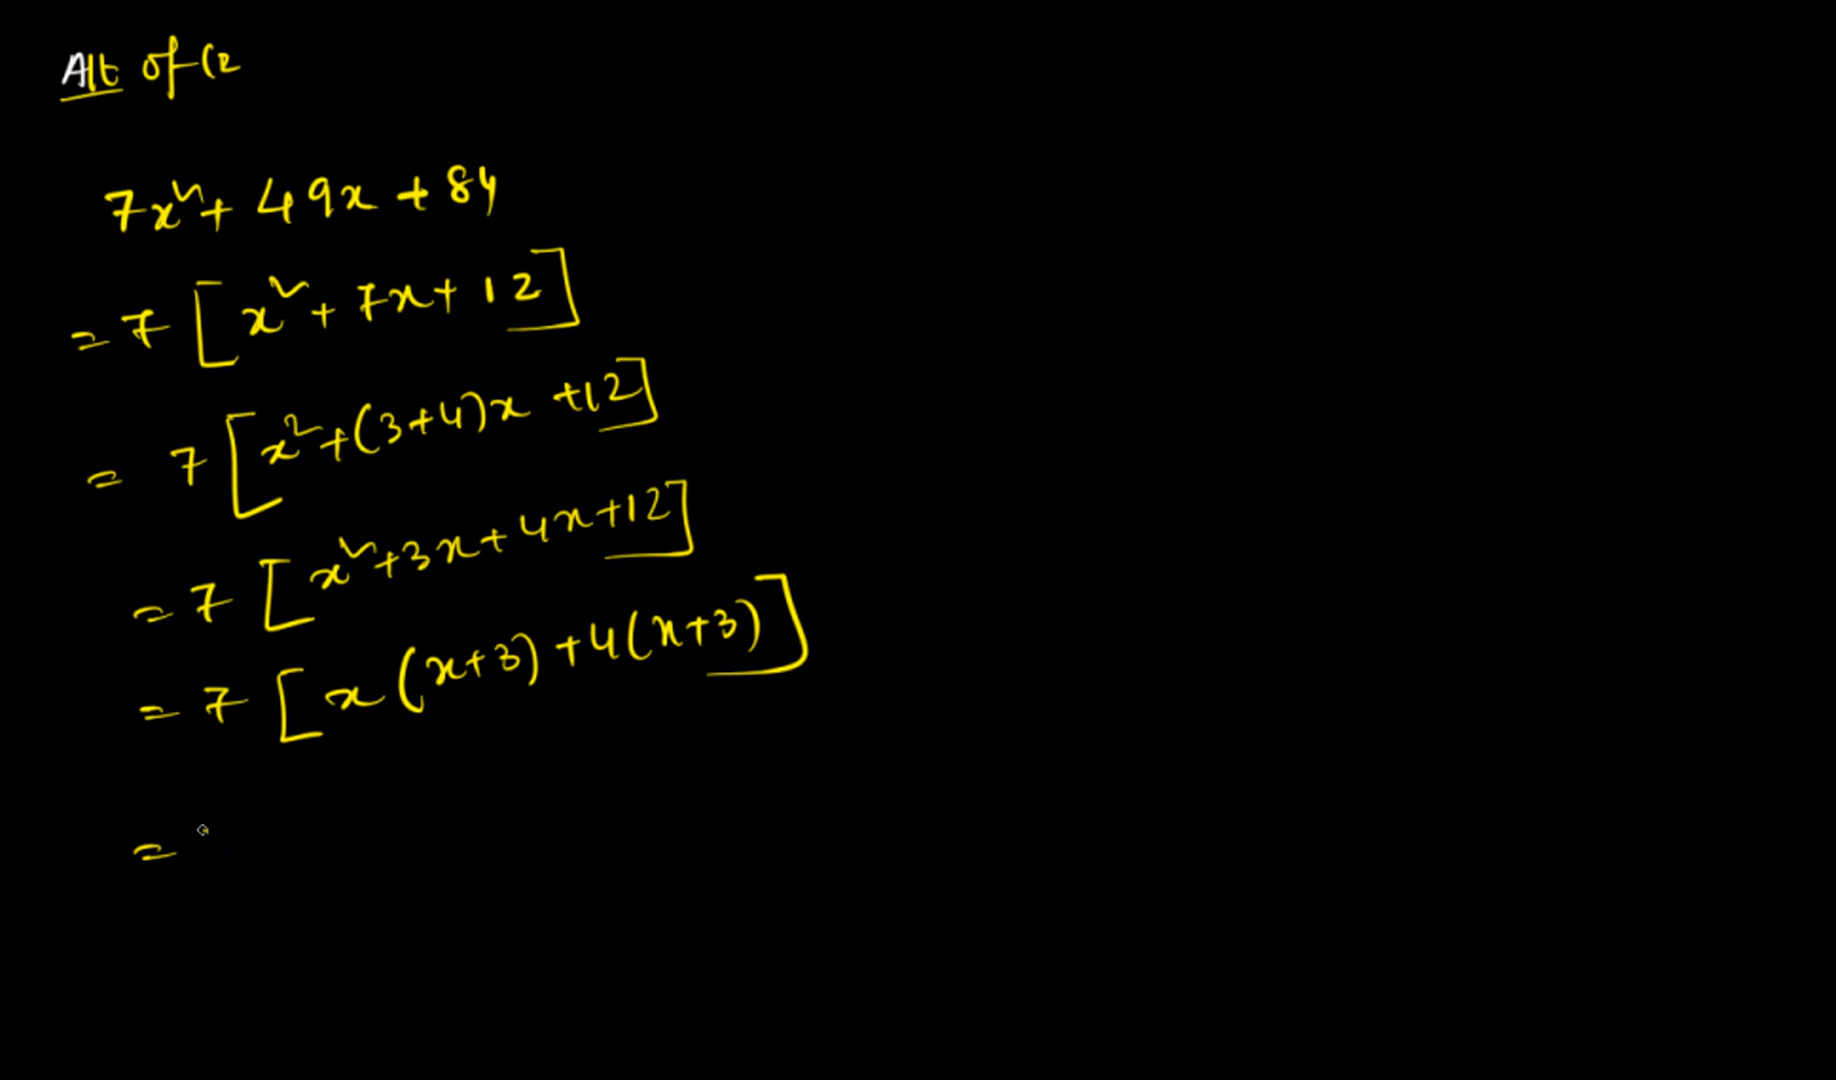 Alt of (2
7x² + 49x + 84
= 7 [x² + 7x + 12]
= 7 [x² + (3+4)x + 12]
= 7 [x² + 3x + 4x + 12]
= 7 [x (x+3) + 4(x+3)]
=